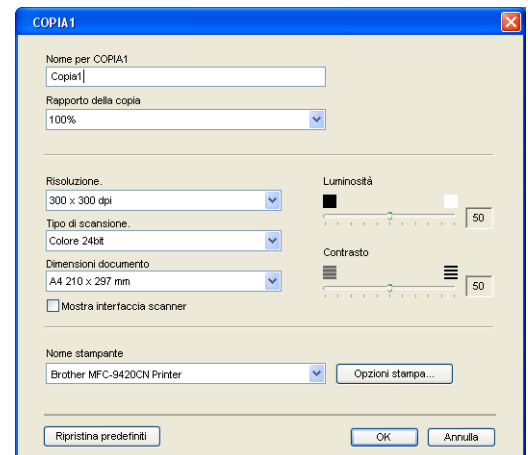 COPIA1
Nome per COPIA1
Copia1
Rapporto della copia
100%
Risoluzione.
300 x 300 dpi
Tipo di scansione.
Colore 24bit
Dimensioni documento
A4 210 x 297 mm
Mostra interfaccia scanner
Luminosità
50
Contrasto
50
Nome stampante
Brother MFC-9420CN Printer
Opzioni stampa...
Ripristina predefiniti
OK
Annulla